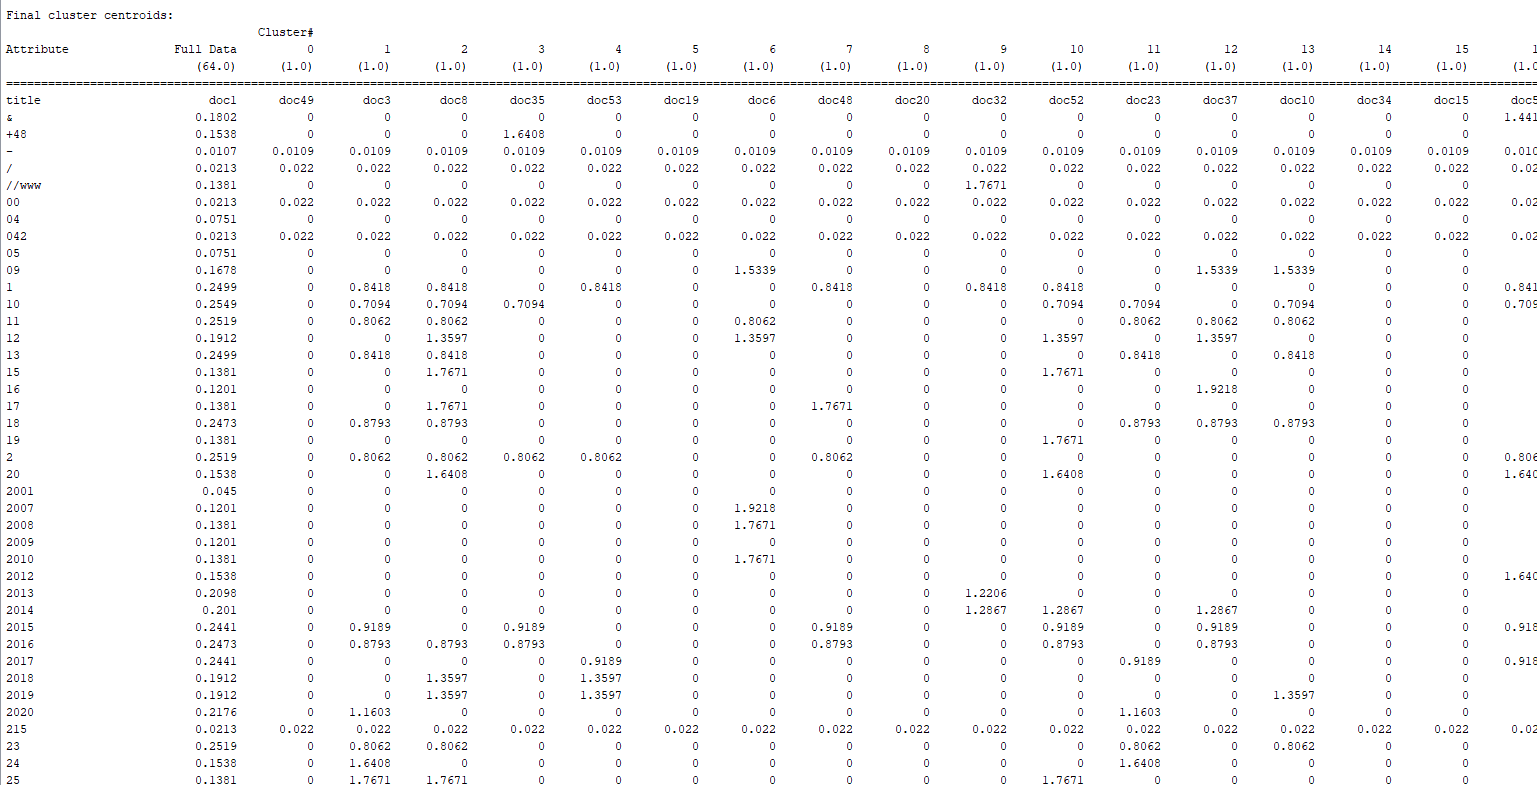 Final cluster centroids:
Cluster#
Attribute Full Data 0 1 2 3 4 5 6 7 8 9 10 11 12 13 14 15 1
(64.0) (1.0) (1.0) (1.0) (1.0) (1.0) (1.0) (1.0) (1.0) (1.0) (1.0) (1.0) (1.0) (1.0) (1.0) (1.0) (1.0) (1.0
==========================================================================================
title doc1 doc49 doc3 doc8 doc35 doc53 doc19 doc6 doc48 doc20 doc32 doc52 doc23 doc37 doc10 doc34 doc15 doc5
& 0.1802 0 0 0 0 0 0 0 0 0 0 0 0 0 0 0 0 1.441
+48 0.1538 0 0 0 1.6408 0 0 0 0 0 0 0 0 0 0 0 0
- 0.0107 0.0109 0.0109 0.0109 0.0109 0.0109 0.0109 0.0109 0.0109 0.0109 0.0109 0.0109 0.0109 0.0109 0.0109 0.0109 0.0109 0.010
/ 0.0213 0.022 0.022 0.022 0.022 0.022 0.022 0.022 0.022 0.022 0.022 0.022 0.022 0.022 0.022 0.022 0.022 0.02
//www 0.1381 0 0 0 0 0 0 0 0 0 1.7671 0 0 0 0 0 0
00 0.0213 0.022 0.022 0.022 0.022 0.022 0.022 0.022 0.022 0.022 0.022 0.022 0.022 0.022 0.022 0.022 0.022 0.02
04 0.0751 0 0 0 0 0 0 0 0 0 0 0 0 0 0 0 0
042 0.0213 0.022 0.022 0.022 0.022 0.022 0.022 0.022 0.022 0.022 0.022 0.022 0.022 0.022 0.022 0.022 0.022 0.02
05 0.0751 0 0 0 0 0 0 0 0 0 0 0 0 0 0 0 0
09 0.1678 0 0 0 0 0 0 1.5339 0 0 0 0 0 1.5339 1.5339 0 0
1 0.2499 0 0.8418 0.8418 0 0.8418 0 0 0.8418 0 0.8418 0.8418 0 0 0 0 0 0.841
10 0.2549 0 0.7094 0.7094 0.7094 0 0 0 0 0 0 0.7094 0.7094 0 0.7094 0 0 0.709
11 0.2519 0 0.8062 0.8062 0 0 0 0.8062 0 0 0 0 0.8062 0.8062 0.8062 0 0
12 0.1912 0 0 1.3597 0 0 0 1.3597 0 0 0 1.3597 0 1.3597 0 0 0
13 0.2499 0 0.8418 0.8418 0 0 0 0 0 0 0 0 0.8418 0 0.8418 0 0
15 0.1381 0 0 1.7671 0 0 0 0 0 0 0 1.7671 0 0 0 0 0
16 0.1201 0 0 0 0 0 0 0 0 0 0 0 0 1.9218 0 0 0
17 0.1381 0 0 1.7671 0 0 0 0 1.7671 0 0 0 0 0 0 0 0
18 0.2473 0 0.8793 0.8793 0 0 0 0 0 0 0 0 0.8793 0.8793 0.8793 0 0
19 0.1381 0 0 0 0 0 0 0 0 0 0 1.7671 0 0 0 0 0
2 0.2519 0 0.8062 0.8062 0.8062 0.8062 0 0 0.8062 0 0 0 0 0 0 0 0 0.806
20 0.1538 0 0 1.6408 0 0 0 0 0 0 0 1.6408 0 0 0 0 0 1.640
2001 0.045 0 0 0 0 0 0 0 0 0 0 0 0 0 0 0 0
2007 0.1201 0 0 0 0 0 0 1.9218 0 0 0 0 0 0 0 0 0
2008 0.1381 0 0 0 0 0 0 1.7671 0 0 0 0 0 0 0 0 0
2009 0.1201 0 0 0 0 0 0 0 0 0 0 0 0 0 0 0 0
2010 0.1381 0 0 0 0 0 0 1.7671 0 0 0 0 0 0 0 0 0
2012 0.1538 0 0 0 0 0 0 0 0 0 0 0 0 0 0 0 0 1.640
2013 0.2098 0 0 0 0 0 0 0 0 0 1.2206 0 0 0 0 0 0
2014 0.201 0 0 0 0 0 0 0 0 0 1.2867 1.2867 0 1.2867 0 0 0
2015 0.2441 0 0.9189 0 0.9189 0 0 0 0.9189 0 0 0.9189 0 0.9189 0 0 0 0.918
2016 0.2473 0 0.8793 0.8793 0.8793 0 0 0 0.8793 0 0 0.8793 0 0.8793 0 0 0
2017 0.2441 0 0 0 0 0.9189 0 0 0 0 0 0 0.9189 0 0 0 0 0.918
2018 0.1912 0 0 1.3597 0 1.3597 0 0 0 0 0 0 0 0 0 0 0
2019 0.1912 0 0 1.3597 0 1.3597 0 0 0 0 0 0 0 0 1.3597 0 0
2020 0.2176 0 1.1603 0 0 0 0 0 0 0 0 0 1.1603 0 0 0 0
215 0.0213 0.022 0.022 0.022 0.022 0.022 0.022 0.022 0.022 0.022 0.022 0.022 0.022 0.022 0.022 0.022 0.022 0.02
23 0.2519 0 0.8062 0.8062 0 0 0 0 0 0 0 0 0.8062 0 0.8062 0 0
24 0.1538 0 1.6408 0 0 0 0 0 0 0 0 0 1.6408 0 0 0 0
25 0.1381 0 1.7671 1.7671 0 0 0 0 0 0 0 1.7671 0 0 0 0 0